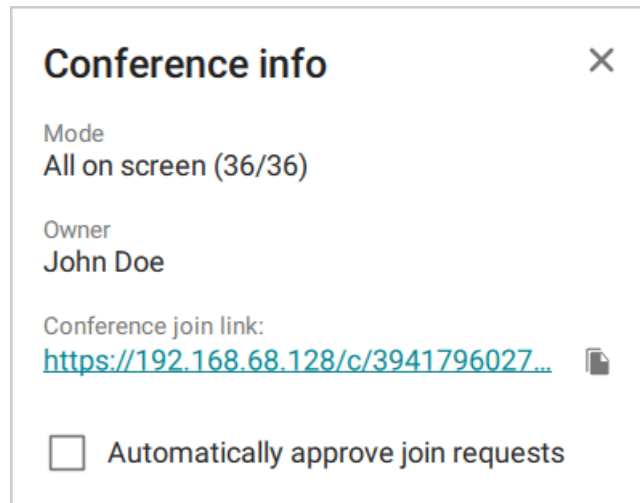 Conference info
Mode
All on screen (36/36)
Owner
John Doe
Conference join link:
https://192.168.68.128/c/3941796027...
Automatically approve join requests